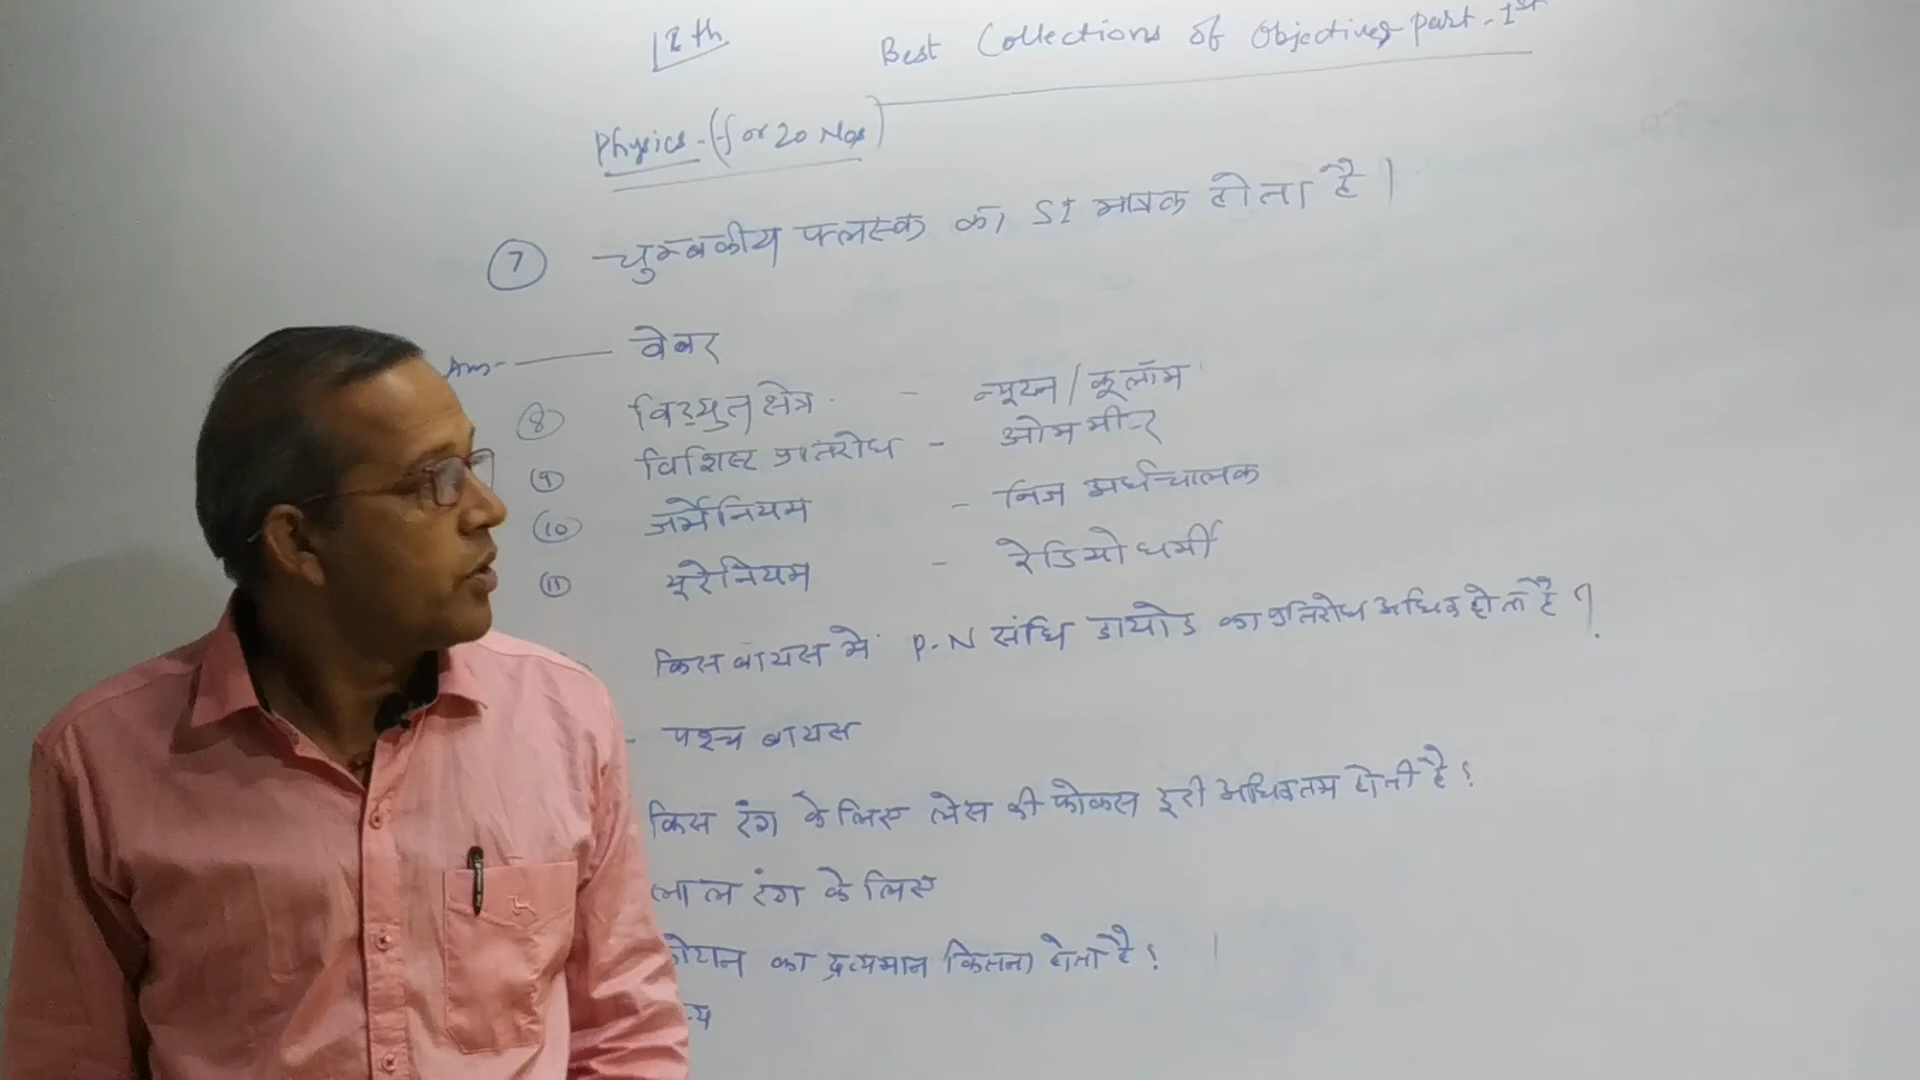 12th
Best Collections of Objectives part-1st
Physics-(for 20 Nos)
7 चुम्बकीय फ्लस्क का SI मात्रक होता है।
Ans- वेबर
8 विद्युत क्षेत्र - न्यूटन/कूलॉम
9 विशिष्ट प्रतिरोध - ओम मीटर
10 जर्मेनियम - निज अर्धचालक
11 यूरेनियम - रेडियोधर्मी
किस बायस में P-N संधि डायोड का प्रतिरोध अधिक होता है?
- पश्च बायस
किस रंग के लिए लेंस की फोकस दूरी अधिकतम होती है?
लाल रंग के लिए
का द्रव्यमान कितना होता है?